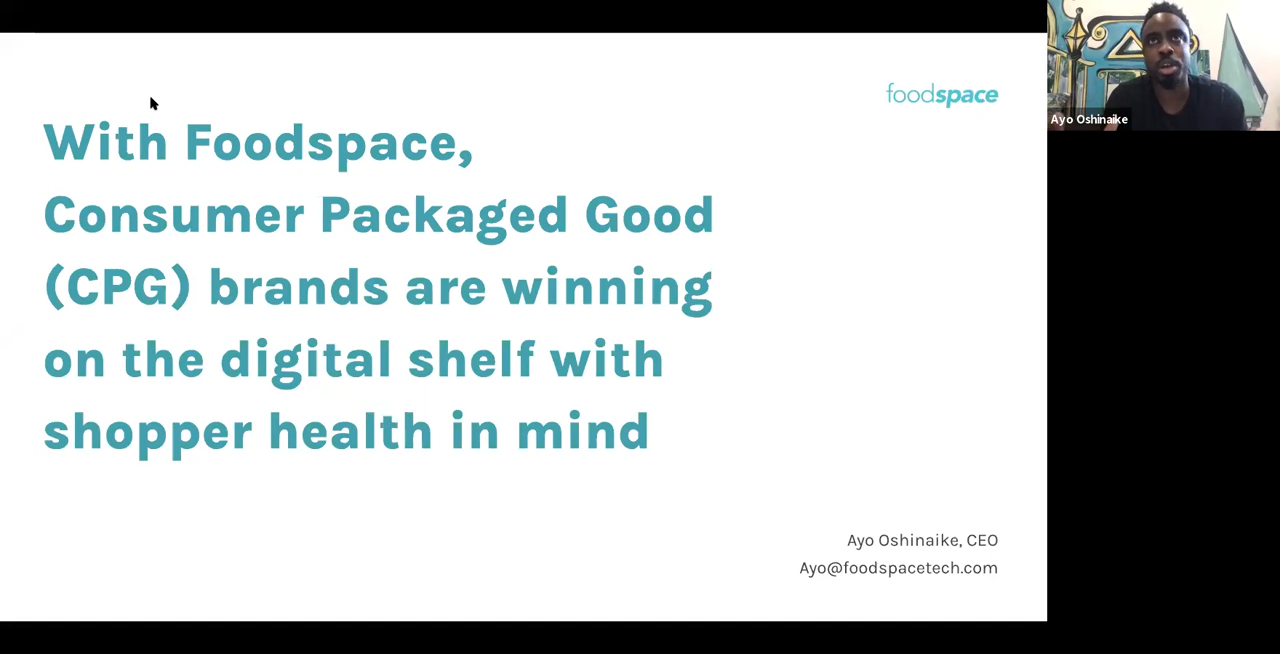 foodspace
With Foodspace,
Consumer Packaged Good
(CPG) brands are winning
on the digital shelf with
shopper health in mind
Ayo Oshinaike, CEO
Ayo@foodspacetech.com
Ayo Oshinaike